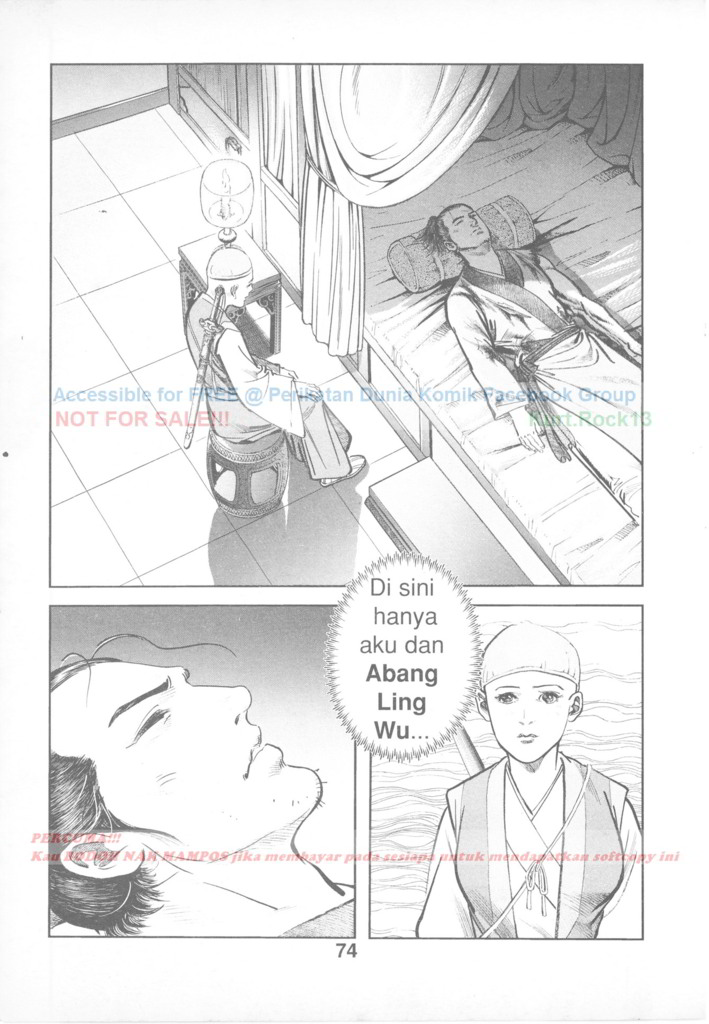 Accessible for FREE @ Perikatan Dunia Komik Facebook Group
NOT FOR SALE!!!
Kurt.Rock13
Di sini
hanya
aku dan
Abang
Ling
Wu...
PERCUMA!!!
Kau BODOH NAK MAMPOS jika membayar pada sesiapa untuk mendapatkan softcopy ini
74